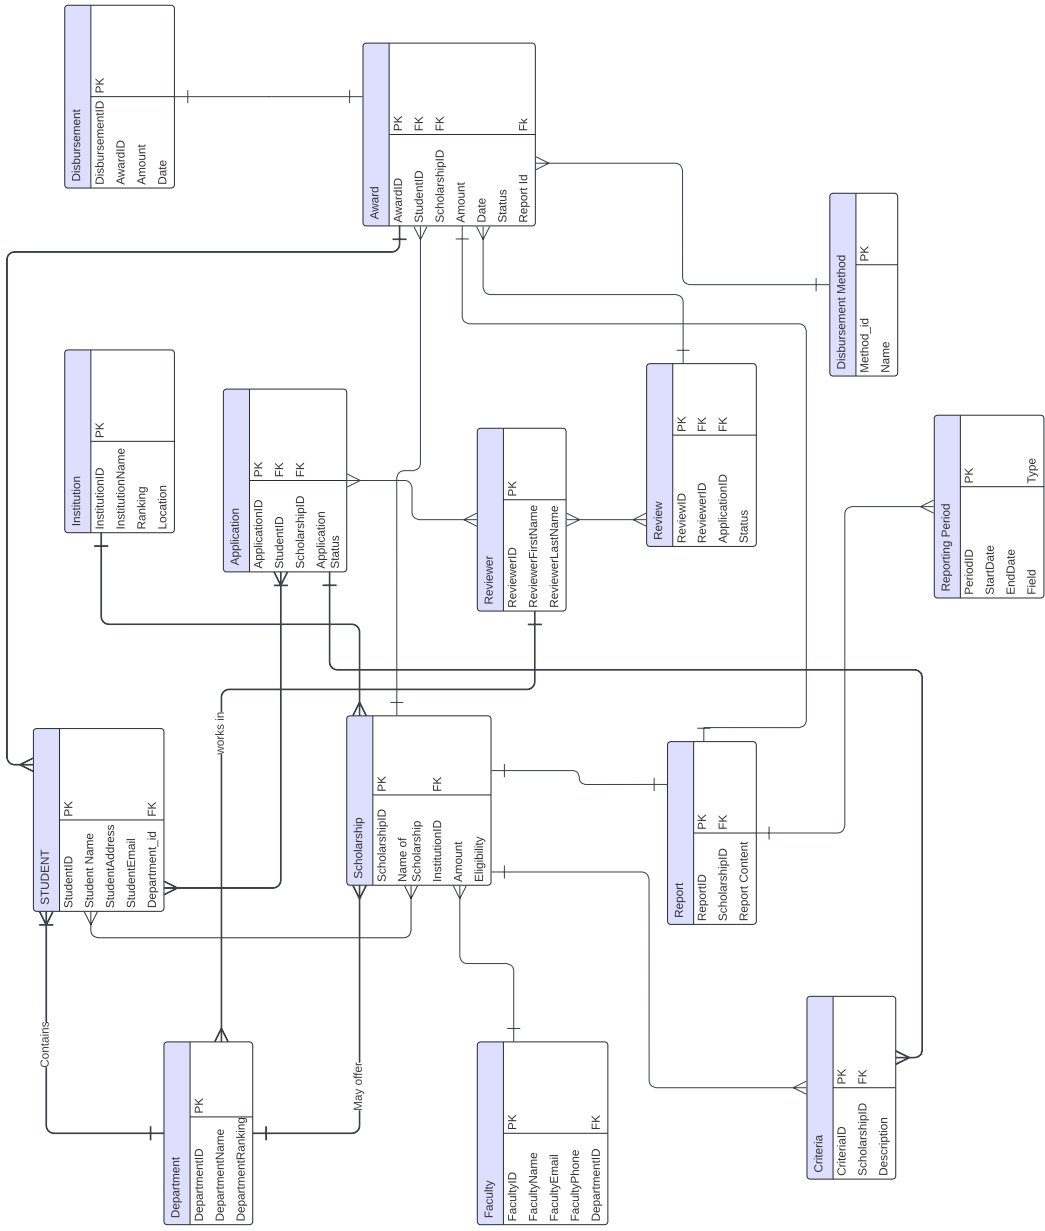 Disbursement
PK
DisbursementID
AwardID
Amount
Date
Award
PK
FK
FK
Fk
AwardID
StudentID
ScholarshipID
Amount
Date
Status
Report Id
Disbursement Method
PK
Method_id
Name
Institution
PK
InstitutionID
InstitutionName
Ranking
Location
Application
PK
FK
FK
ApplicationID
StudentID
ScholarshipID
Application
Status
Reviewer
PK
ReviewerID
ReviewerFirstName
ReviewerLastName
Review
PK
FK
FK
ReviewID
ReviewerID
ApplicationID
Status
Reporting Period
PK
Type
PeriodID
StartDate
EndDate
Field
STUDENT
PK
FK
StudentID
Student Name
StudentAddress
StudentEmail
Department_id
works in
Scholarship
PK
FK
ScholarshipID
Name of
Scholarship
InstitutionID
Amount
Eligibility
Report
PK
FK
ReportID
ScholarshipID
Report Content
Contains
May offer
Department
PK
DepartmentID
DepartmentName
DepartmentRanking
Faculty
PK
FK
FacultyID
FacultyName
FacultyEmail
FacultyPhone
DepartmentID
Criteria
PK
FK
CriteriaID
ScholarshipID
Description